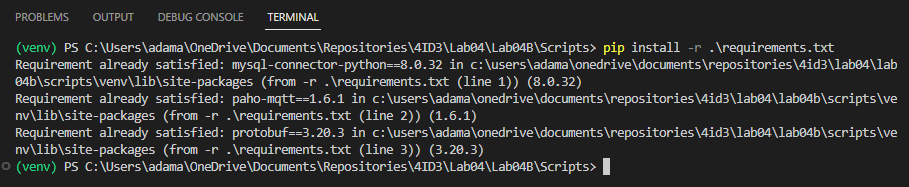 PROBLEMS OUTPUT DEBUG CONSOLE TERMINAL
(venv) PS C:\Users\adama\OneDrive\Documents\Repositories\4ID3\Lab04\Lab04B\Scripts> pip install -r .\requirements.txt
Requirement already satisfied: mysql-connector-python==8.0.32 in c:\users\adama\onedrive\documents\repositories\4id3\lab04\lab
04b\scripts\venv\lib\site-packages (from -r .\requirements.txt (line 1)) (8.0.32)
Requirement already satisfied: paho-mqtt==1.6.1 in c:\users\adama\onedrive\documents\repositories\4id3\lab04\lab04b\scripts\ve
nv\lib\site-packages (from -r .\requirements.txt (line 2)) (1.6.1)
Requirement already satisfied: protobuf==3.20.3 in c:\users\adama\onedrive\documents\repositories\4id3\lab04\lab04b\scripts\ve
nv\lib\site-packages (from -r .\requirements.txt (line 3)) (3.20.3)
(venv) PS C:\Users\adama\OneDrive\Documents\Repositories\4ID3\Lab04\Lab04B\Scripts>